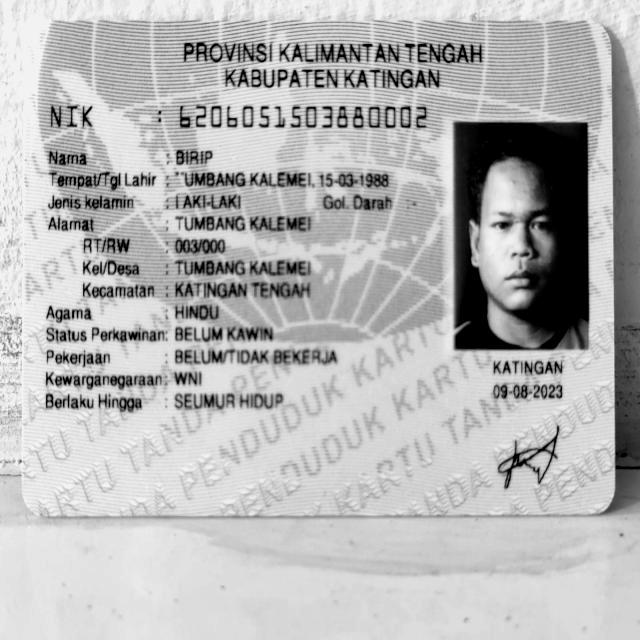 PROVINSI KALIMANTAN TENGAH
KABUPATEN KATINGAN
NIK : 6206051503880002
Nama : BIRIP
Tempat/Tgl Lahir : TUMBANG KALEMEI, 15-03-1988
Jenis kelamin : LAKI-LAKI Gol. Darah :-
Alamat : TUMBANG KALEMEI
RT/RW : 003/000
Kel/Desa : TUMBANG KALEMEI
Kecamatan : KATINGAN TENGAH
Agama : HINDU
Status Perkawinan: BELUM KAWIN
Pekerjaan : BELUM/TIDAK BEKERJA
Kewarganegaraan: WNI
Berlaku Hingga : SEUMUR HIDUP
KATINGAN
09-08-2023
KARTU TANDA PENDUDUK KARTU TANDA PENDUDUK